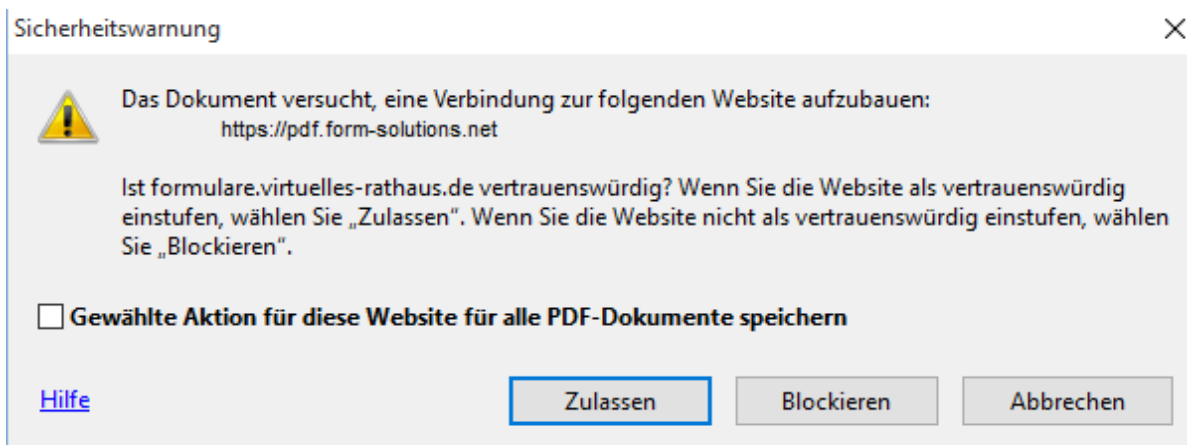 Sicherheitswarnung
Das Dokument versucht, eine Verbindung zur folgenden Website aufzubauen:
https://pdf.form-solutions.net
Ist formulare.virtuelles-rathaus.de vertrauenswürdig? Wenn Sie die Website als vertrauenswürdig
einstufen, wählen Sie „Zulassen“. Wenn Sie die Website nicht als vertrauenswürdig einstufen, wählen
Sie „Blockieren“.
Gewählte Aktion für diese Website für alle PDF-Dokumente speichern
Hilfe Zulassen Blockieren Abbrechen